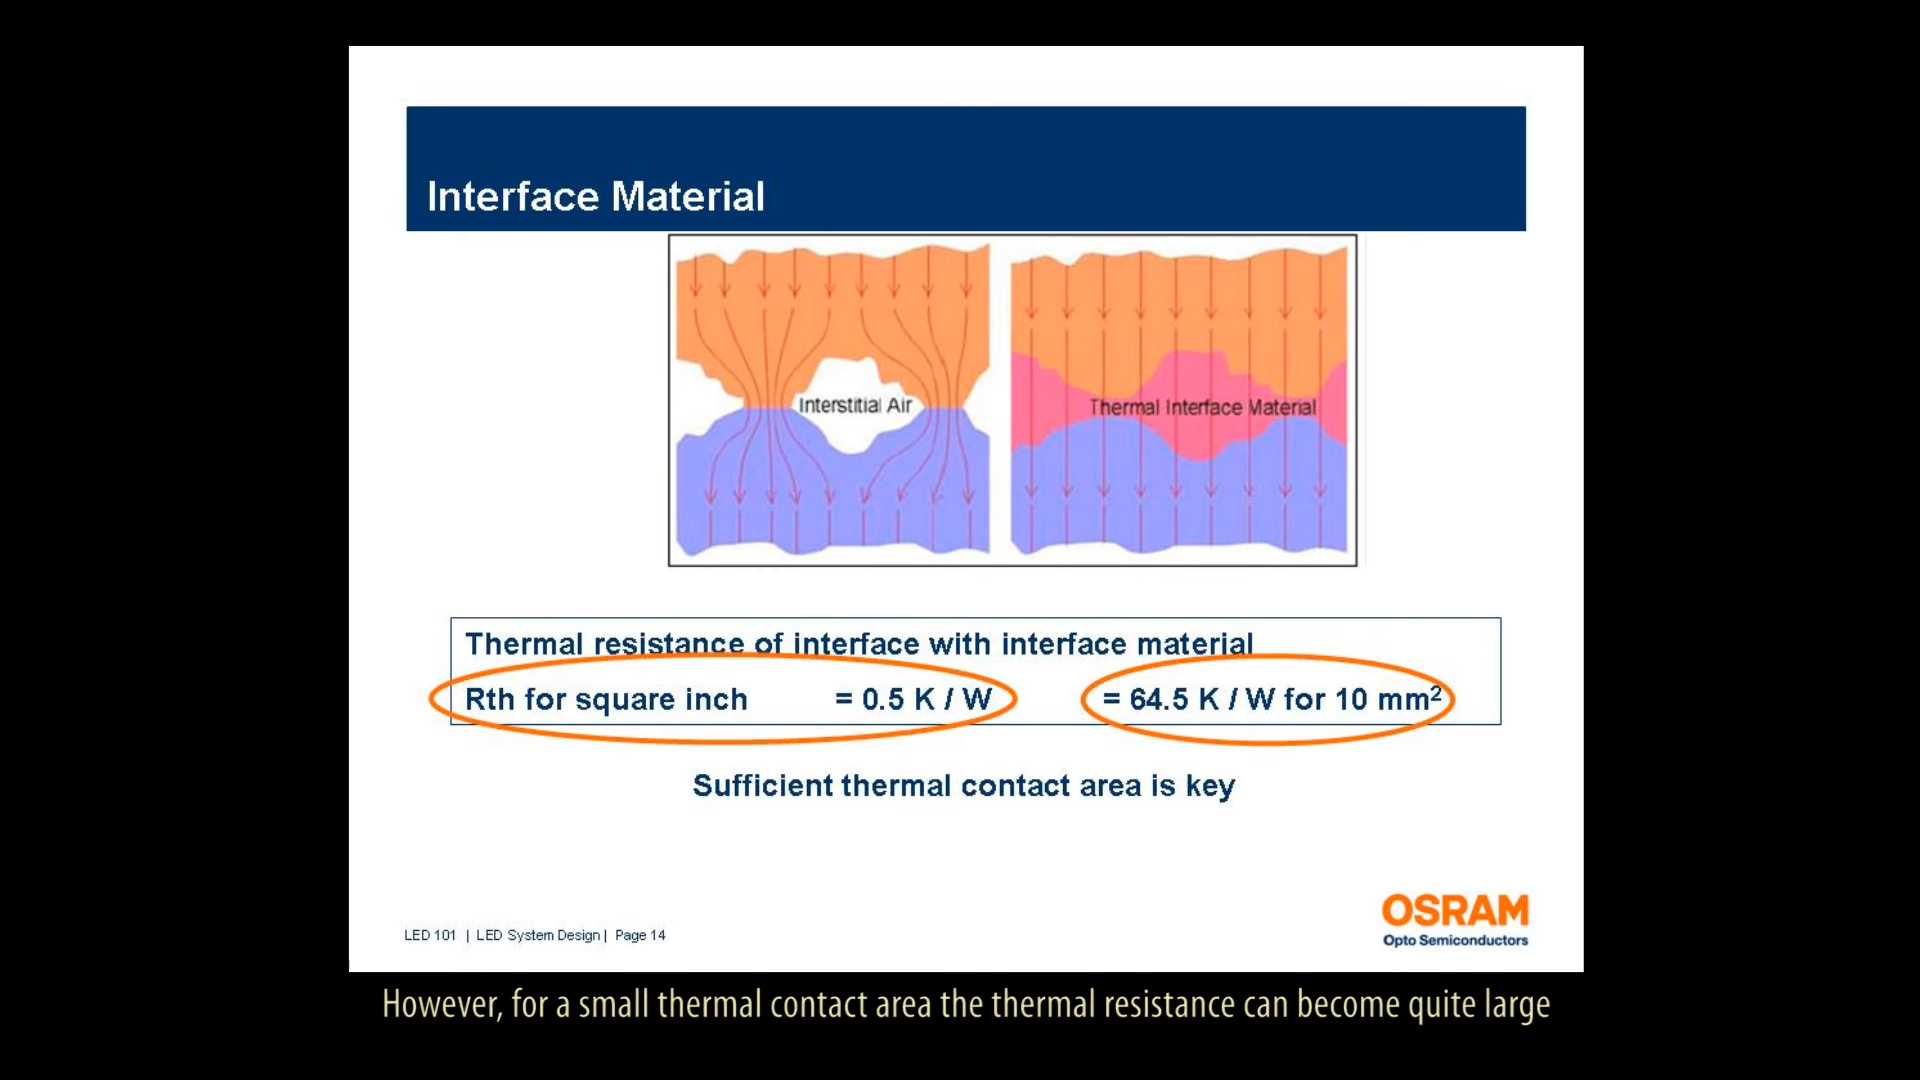 Interface Material
Interstitial Air
Thermal Interface Material
Thermal resistance of interface with interface material
Rth for square inch = 0.5 K / W = 64.5 K / W for 10 mm²
Sufficient thermal contact area is key
OSRAM
Opto Semiconductors
LED 101 | LED System Design | Page 14
However, for a small thermal contact area the thermal resistance can become quite large